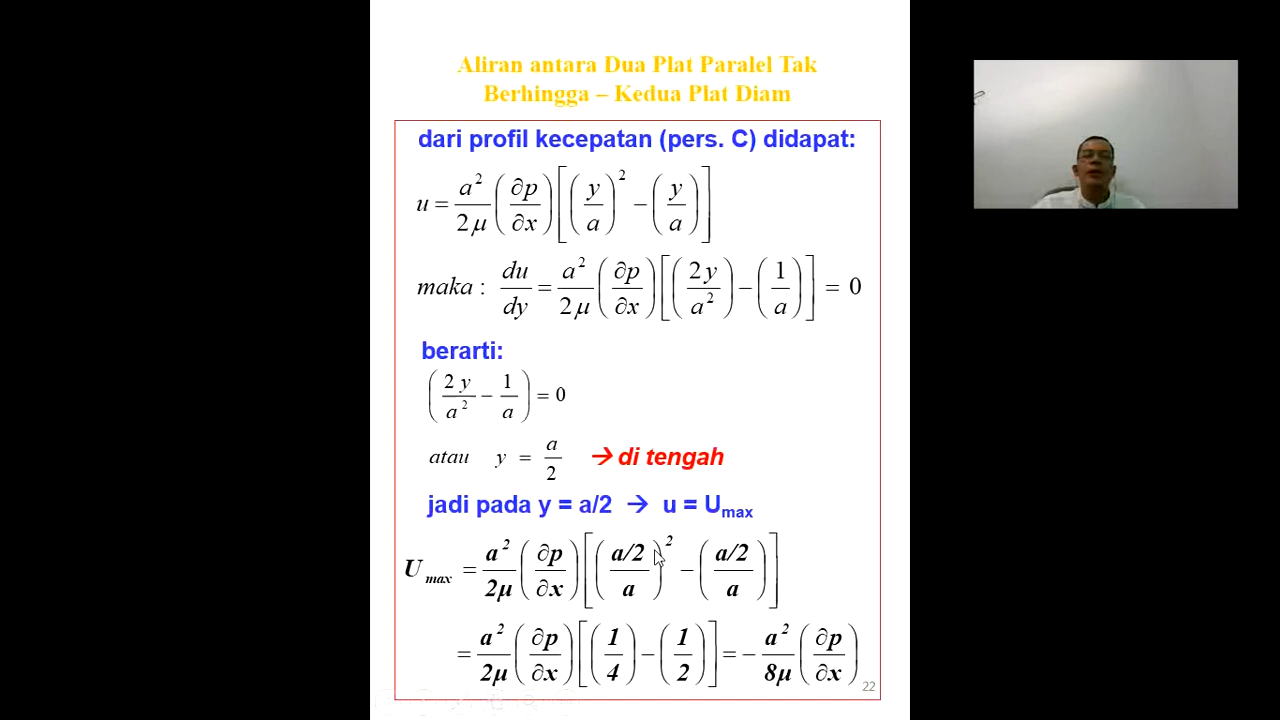 Aliran antara Dua Plat Paralel Tak
Berhingga – Kedua Plat Diam
dari profil kecepatan (pers. C) didapat:
u = a²/2μ (∂p/∂x) [(y/a)² − (y/a)]
maka : du/dy = a²/2μ (∂p/∂x) [(2y/a²) − (1/a)] = 0
berarti:
(2y/a² − 1/a) = 0
atau y = a/2 → di tengah
jadi pada y = a/2 → u = Umax
U max = a²/2μ (∂p/∂x) [((a/2)/a)² − ((a/2)/a)]
= a²/2μ (∂p/∂x) [(1/4) − (1/2)] = − a²/8μ (∂p/∂x)
22